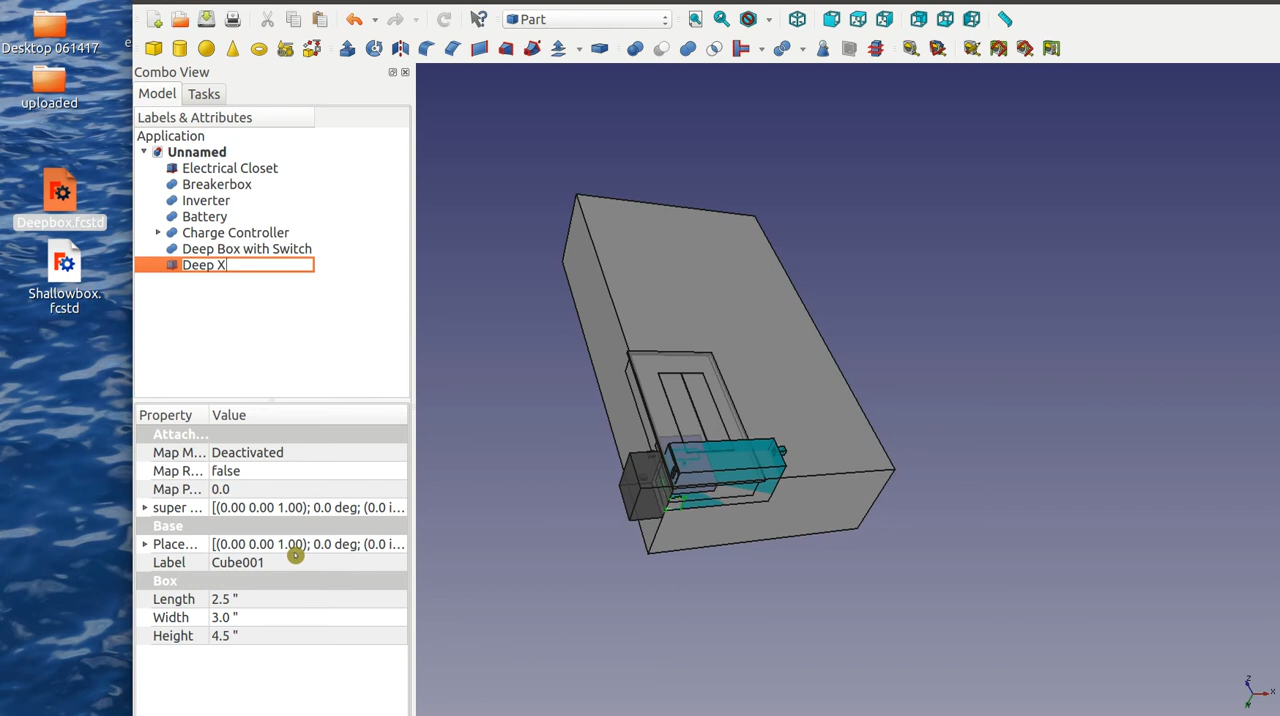 Desktop 061417
e
uploaded
Deepbox.fcstd
Shallowbox.
fcstd
Part
Combo View
Model
Tasks
Labels & Attributes
Application
Unnamed
Electrical Closet
Breakerbox
Inverter
Battery
Charge Controller
Deep Box with Switch
Deep X
Property Value
Attach...
Map M... Deactivated
Map R... false
Map P... 0.0
super ... [(0.00 0.00 1.00); 0.0 deg; (0.0 i...
Base
Place... [(0.00 0.00 1.00); 0.0 deg; (0.0 i...
Label Cube001
Box
Length 2.5 "
Width 3.0 "
Height 4.5 "
Z
X